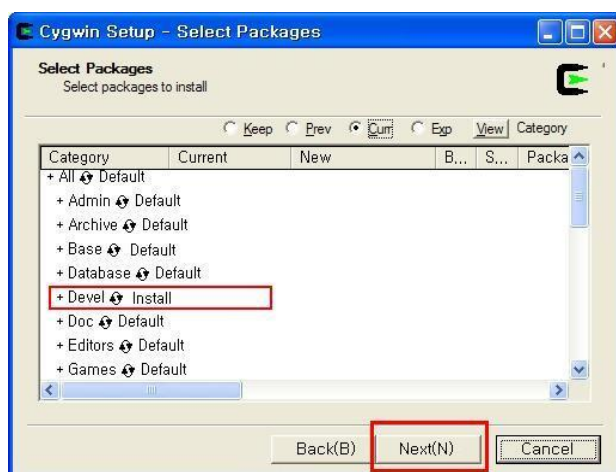 Cygwin Setup - Select Packages
Select Packages
Select packages to install
Keep Prev Curr Exp View Category
Category Current New B... S... Packa
+ All Default
+ Admin Default
+ Archive Default
+ Base Default
+ Database Default
+ Devel Install
+ Doc Default
+ Editors Default
+ Games Default
Back(B) Next(N) Cancel